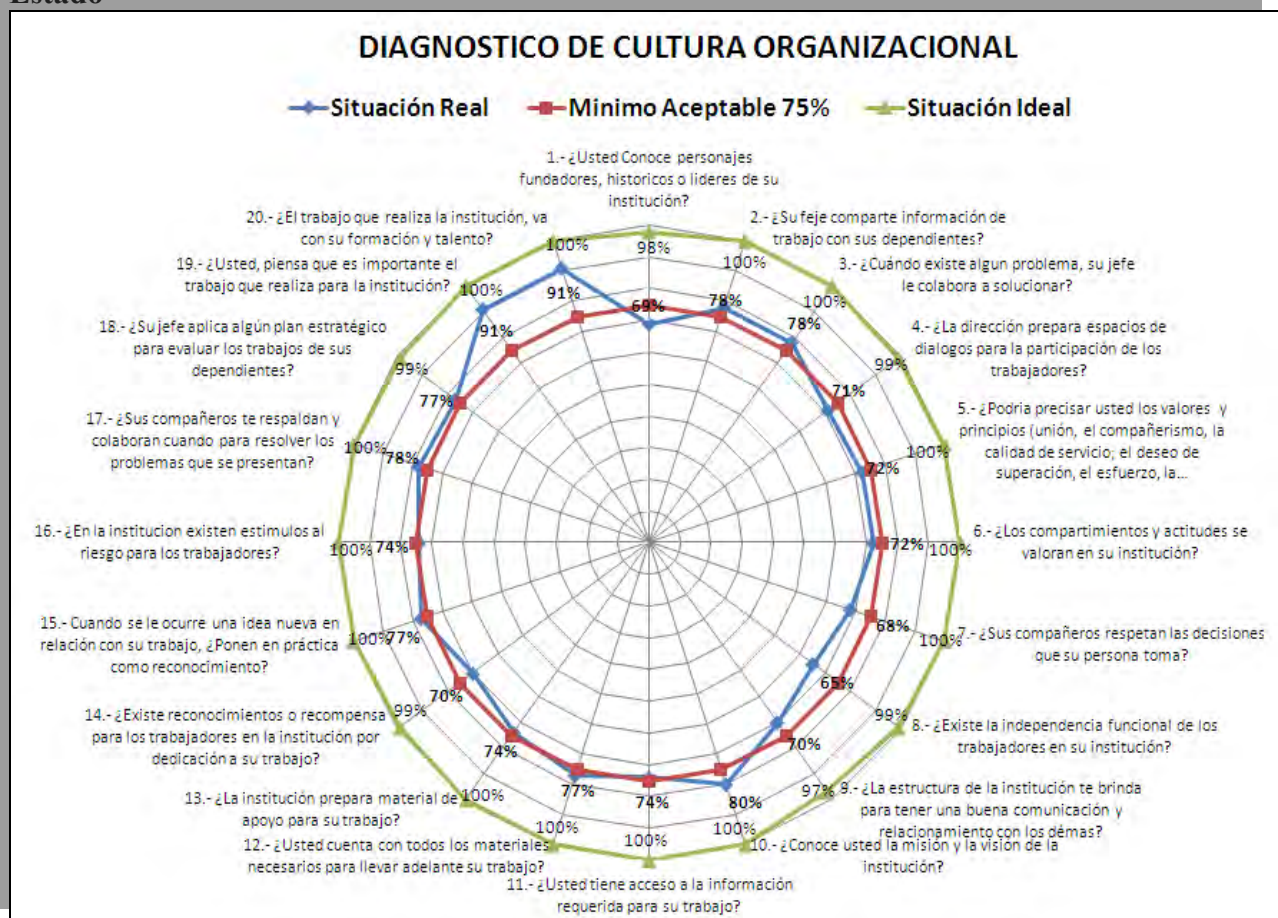 Estado
DIAGNOSTICO DE CULTURA ORGANIZACIONAL
Situación Real Minimo Aceptable 75% Situación Ideal
1.- ¿Usted Conoce personajes
fundadores, historicos o lideres de su
institución?
2.- ¿Su feje comparte información de
trabajo con sus dependientes?
3.- ¿Cuándo existe algun problema, su jefe
le colabora a solucionar?
4.- ¿La dirección prepara espacios de
dialogos para la participación de los
trabajadores?
5.- ¿Podria precisar usted los valores y
principios (unión, el compañerismo, la
calidad de servicio; el deseo de
superación, el esfuerzo, la...
6.- ¿Los compartimientos y actitudes se
valoran en su institución?
7.- ¿Sus compañeros respetan las decisiones
que su persona toma?
8.- ¿Existe la independencia funcional de los
trabajadores en su institución?
9.- ¿La estructura de la institución te brinda
para tener una buena comunicación y
relacionamiento con los démas?
10.- ¿Conoce usted la misión y la visión de la
institución?
11.- ¿Usted tiene acceso a la información
requerida para su trabajo?
12.- ¿Usted cuenta con todos los materiales
necesarios para llevar adelante su trabajo?
13.- ¿La institución prepara material de
apoyo para su trabajo?
14.- ¿Existe reconocimientos o recompensa
para los trabajadores en la institución por
dedicación a su trabajo?
15.- Cuando se le ocurre una idea nueva en
relación con su trabajo, ¿Ponen en práctica
como reconocimiento?
16.- ¿En la institucion existen estimulos al
riesgo para los trabajadores?
17.- ¿Sus compañeros te respaldan y
colaboran cuando para resolver los
problemas que se presentan?
18.- ¿Su jefe aplica algún plan estratégico
para evaluar los trabajos de sus
dependientes?
19.- ¿Usted, piensa que es importante el
trabajo que realiza para la institución?
20.- ¿El trabajo que realiza la institución, va
con su formación y talento?
98%
100%
100%
99%
100%
100%
100%
99%
97%
100%
100%
100%
100%
99%
100%
100%
100%
99%
100%
100%
69%
78%
78%
71%
72%
72%
68%
65%
70%
80%
74%
77%
74%
70%
77%
74%
78%
77%
91%
91%